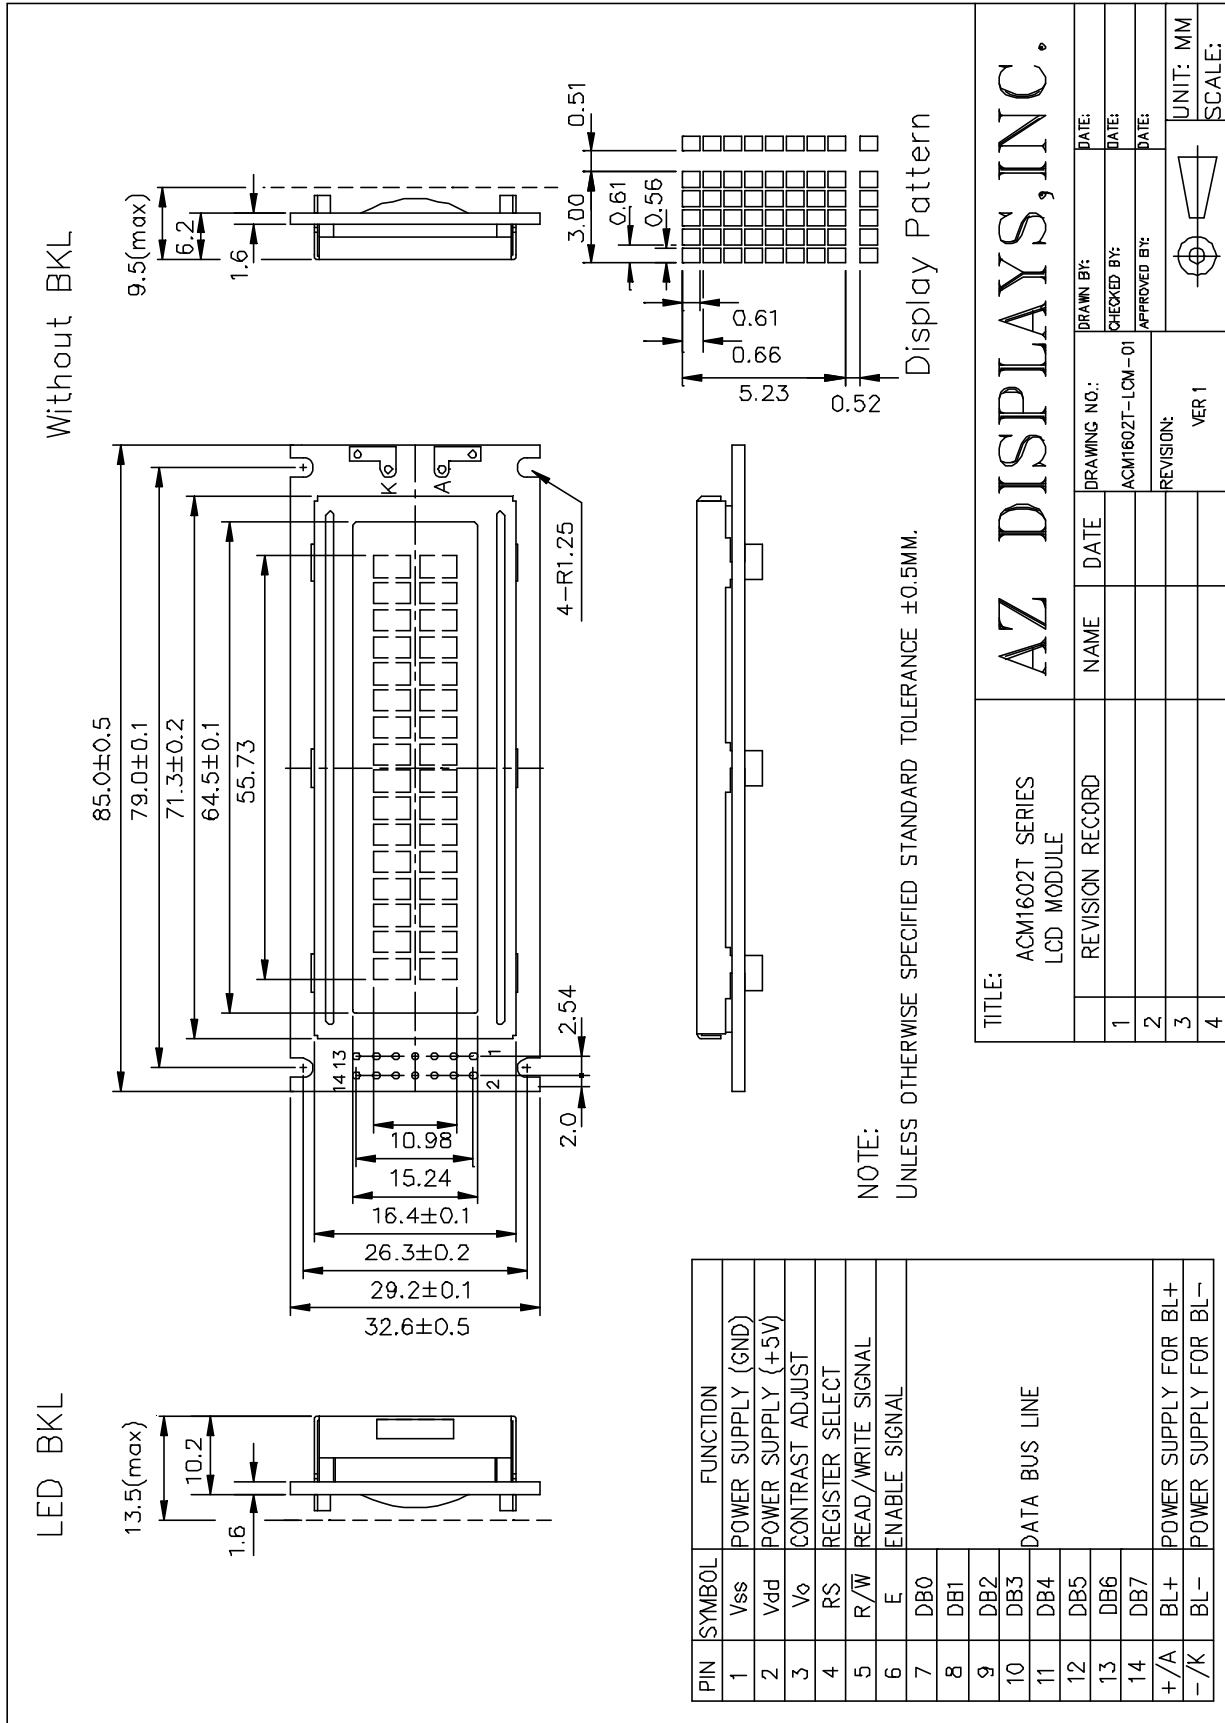 LED BKL
13.5(max)
10.2
1.6
Without BKL
9.5(max)
6.2
1.6
85.0±0.5
79.0±0.1
71.3±0.2
64.5±0.1
55.73
K
A
4-R1.25
14 13
2 1
2.54
2.0
10.98
15.24
16.4±0.1
26.3±0.2
29.2±0.1
32.6±0.5
0.51
3.00
0.61
0.56
0.61
0.66
5.23
0.52
Display Pattern
NOTE:
UNLESS OTHERWISE SPECIFIED STANDARD TOLERANCE ±0.5MM.
PIN SYMBOL FUNCTION
1 Vss POWER SUPPLY (GND)
2 Vdd POWER SUPPLY (+5V)
3 Vo CONTRAST ADJUST
4 RS REGISTER SELECT
5 R/W̅ READ/WRITE SIGNAL
6 E ENABLE SIGNAL
7 DB0
8 DB1
9 DB2
10 DB3 DATA BUS LINE
11 DB4
12 DB5
13 DB6
14 DB7
+/A BL+ POWER SUPPLY FOR BL+
-/K BL- POWER SUPPLY FOR BL-
TITLE:
ACM1602T SERIES
LCD MODULE
AZ DISPLAYS, INC.
REVISION RECORD NAME DATE
1
2
3
4
DRAWING NO.:
ACM1602T-LCM-01
REVISION:
VER 1
DRAWN BY: DATE:
CHECKED BY: DATE:
APPROVED BY: DATE:
UNIT: MM
SCALE: